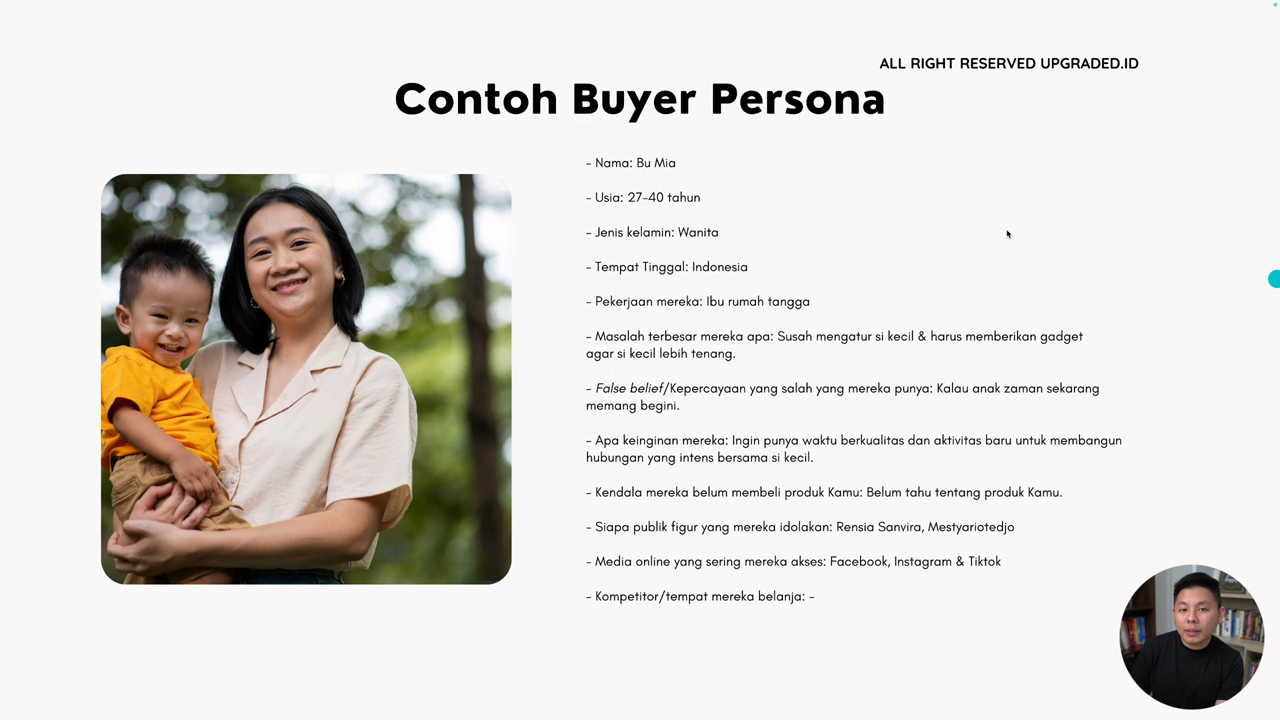 ALL RIGHT RESERVED UPGRADED.ID
Contoh Buyer Persona
- Nama: Bu Mia
- Usia: 27-40 tahun
- Jenis kelamin: Wanita
- Tempat Tinggal: Indonesia
- Pekerjaan mereka: Ibu rumah tangga
- Masalah terbesar mereka apa: Susah mengatur si kecil & harus memberikan gadget
agar si kecil lebih tenang.
- False belief/Kepercayaan yang salah yang mereka punya: Kalau anak zaman sekarang
memang begini.
- Apa keinginan mereka: Ingin punya waktu berkualitas dan aktivitas baru untuk membangun
hubungan yang intens bersama si kecil.
- Kendala mereka belum membeli produk Kamu: Belum tahu tentang produk Kamu.
- Siapa publik figur yang mereka idolakan: Rensia Sanvira, Mestyariotedjo
- Media online yang sering mereka akses: Facebook, Instagram & Tiktok
- Kompetitor/tempat mereka belanja: -